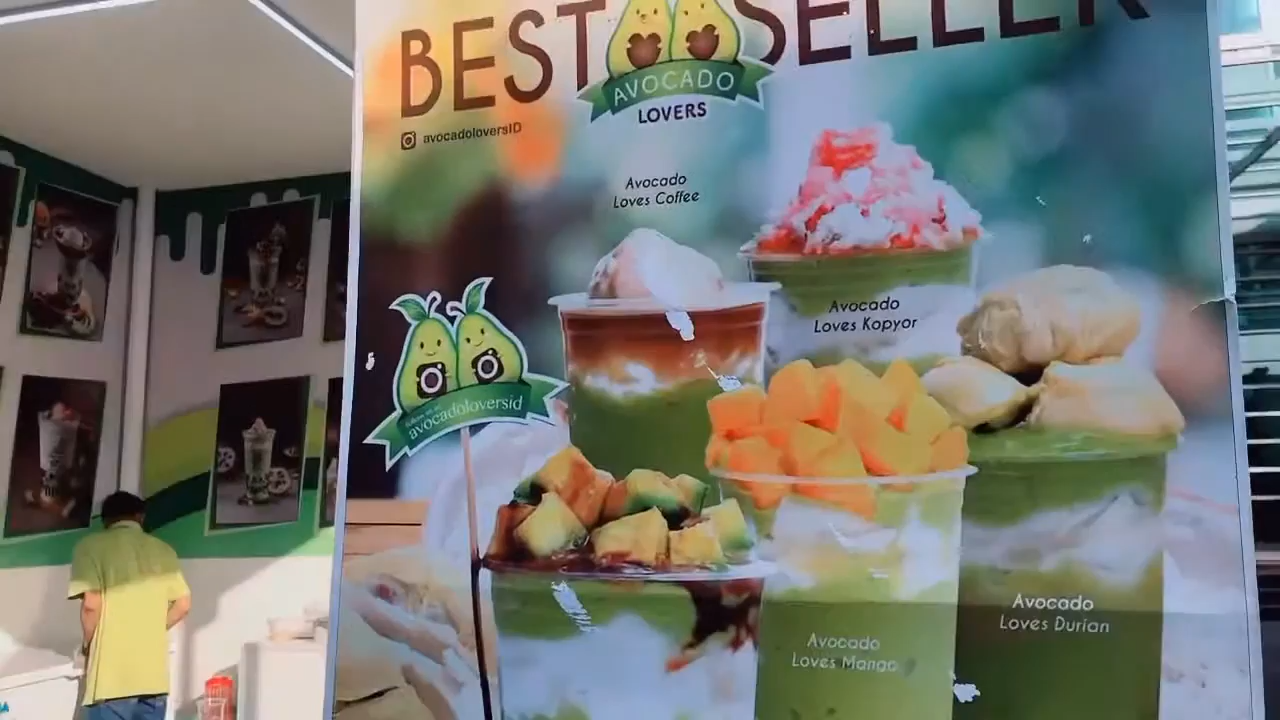 BEST SELLER
AVOCADO
LOVERS
avocadoloversID
Avocado
Loves Coffee
Avocado
Loves Kopyor
avocadoloversid
Avocado
Loves Durian
Avocado
Loves Mango